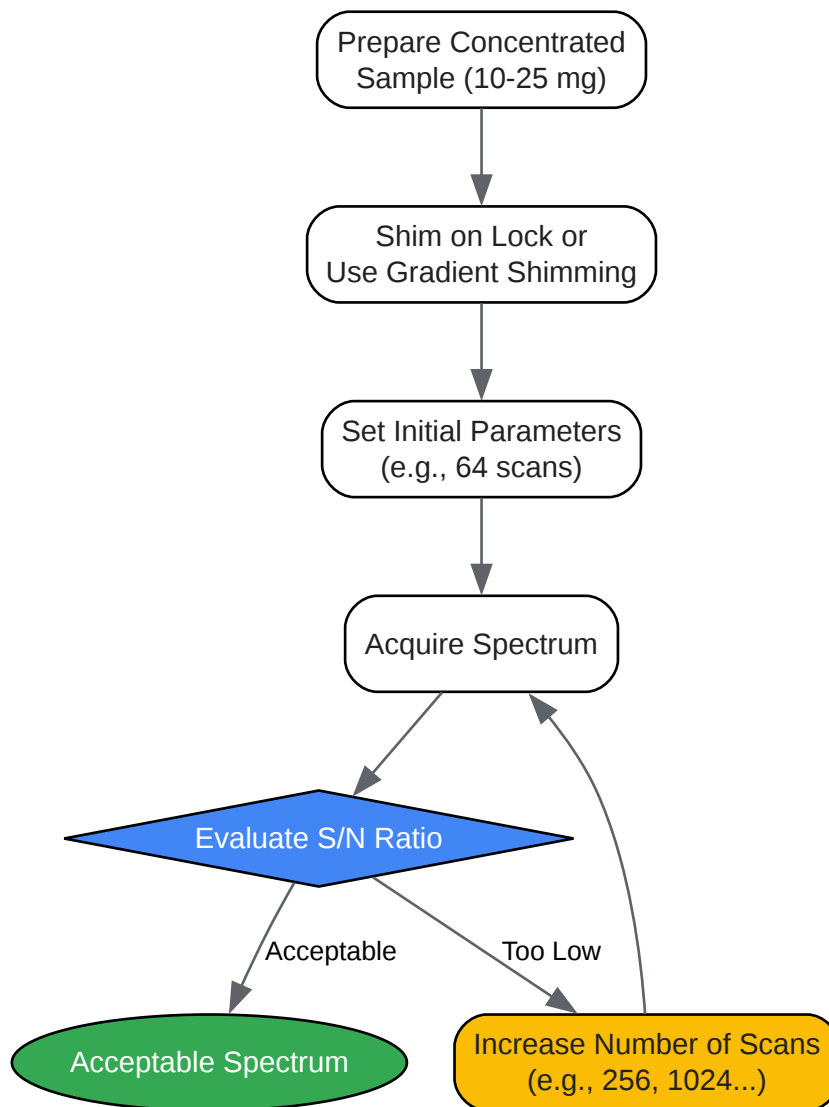 Prepare Concentrated
Sample (10-25 mg)
Shim on Lock or
Use Gradient Shimming
Set Initial Parameters
(e.g., 64 scans)
Acquire Spectrum
Evaluate S/N Ratio
Acceptable
Too Low
Acceptable Spectrum
Increase Number of Scans
(e.g., 256, 1024...)